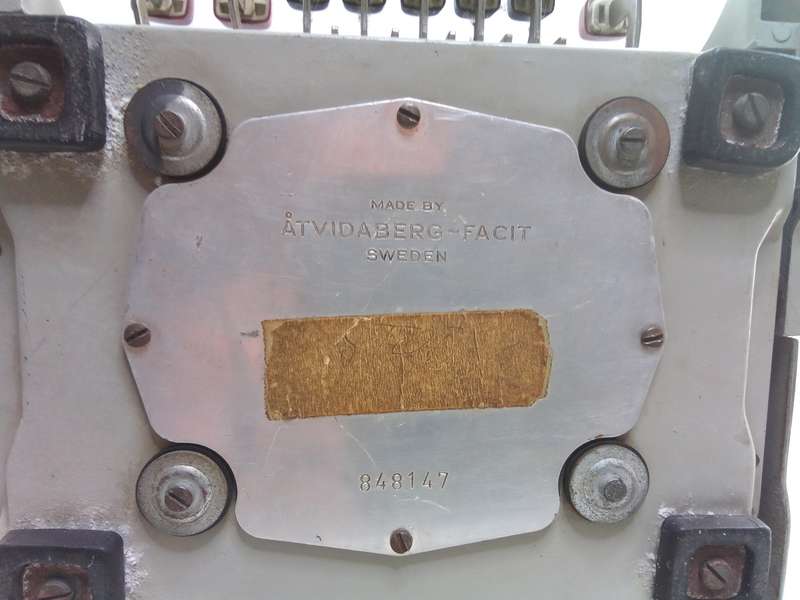 MADE BY
ÅTVIDABERG-FACIT
SWEDEN
848147